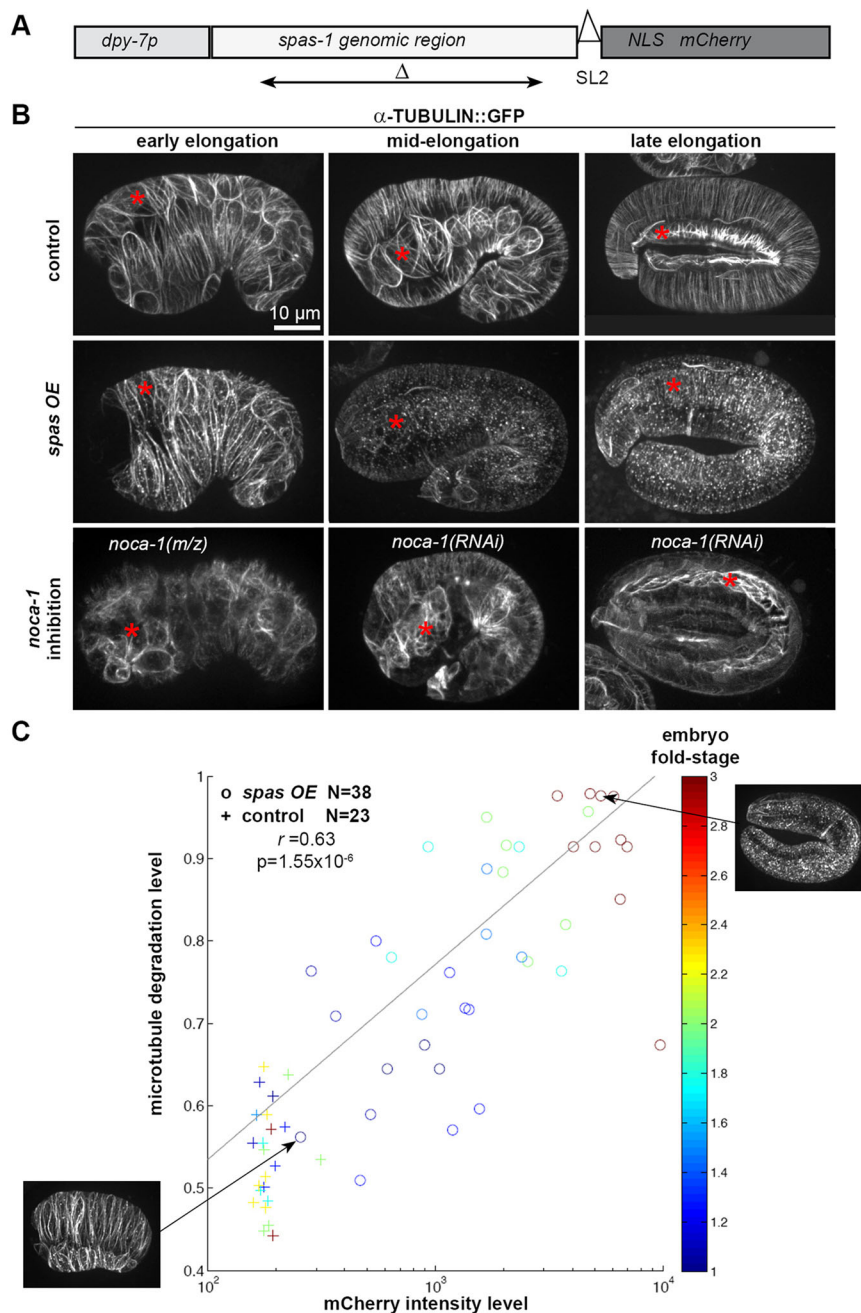 A
dpy-7p spas-1 genomic region NLS mCherry
Δ
SL2
B
α-TUBULIN::GFP
early elongation mid-elongation late elongation
control
*
*
*
10 µm
spas OE
*
*
*
noca-1
inhibition
noca-1(m/z) noca-1(RNAi) noca-1(RNAi)
*
*
*
C
embryo
fold-stage
o spas OE N=38
+ control N=23
r =0.63
p=1.55x10-6
microtubule degradation level
1
0.9
0.8
0.7
0.6
0.5
0.4
10² 10³ 10⁴
mCherry intensity level
3
2.8
2.6
2.4
2.2
2
1.8
1.6
1.4
1.2
1